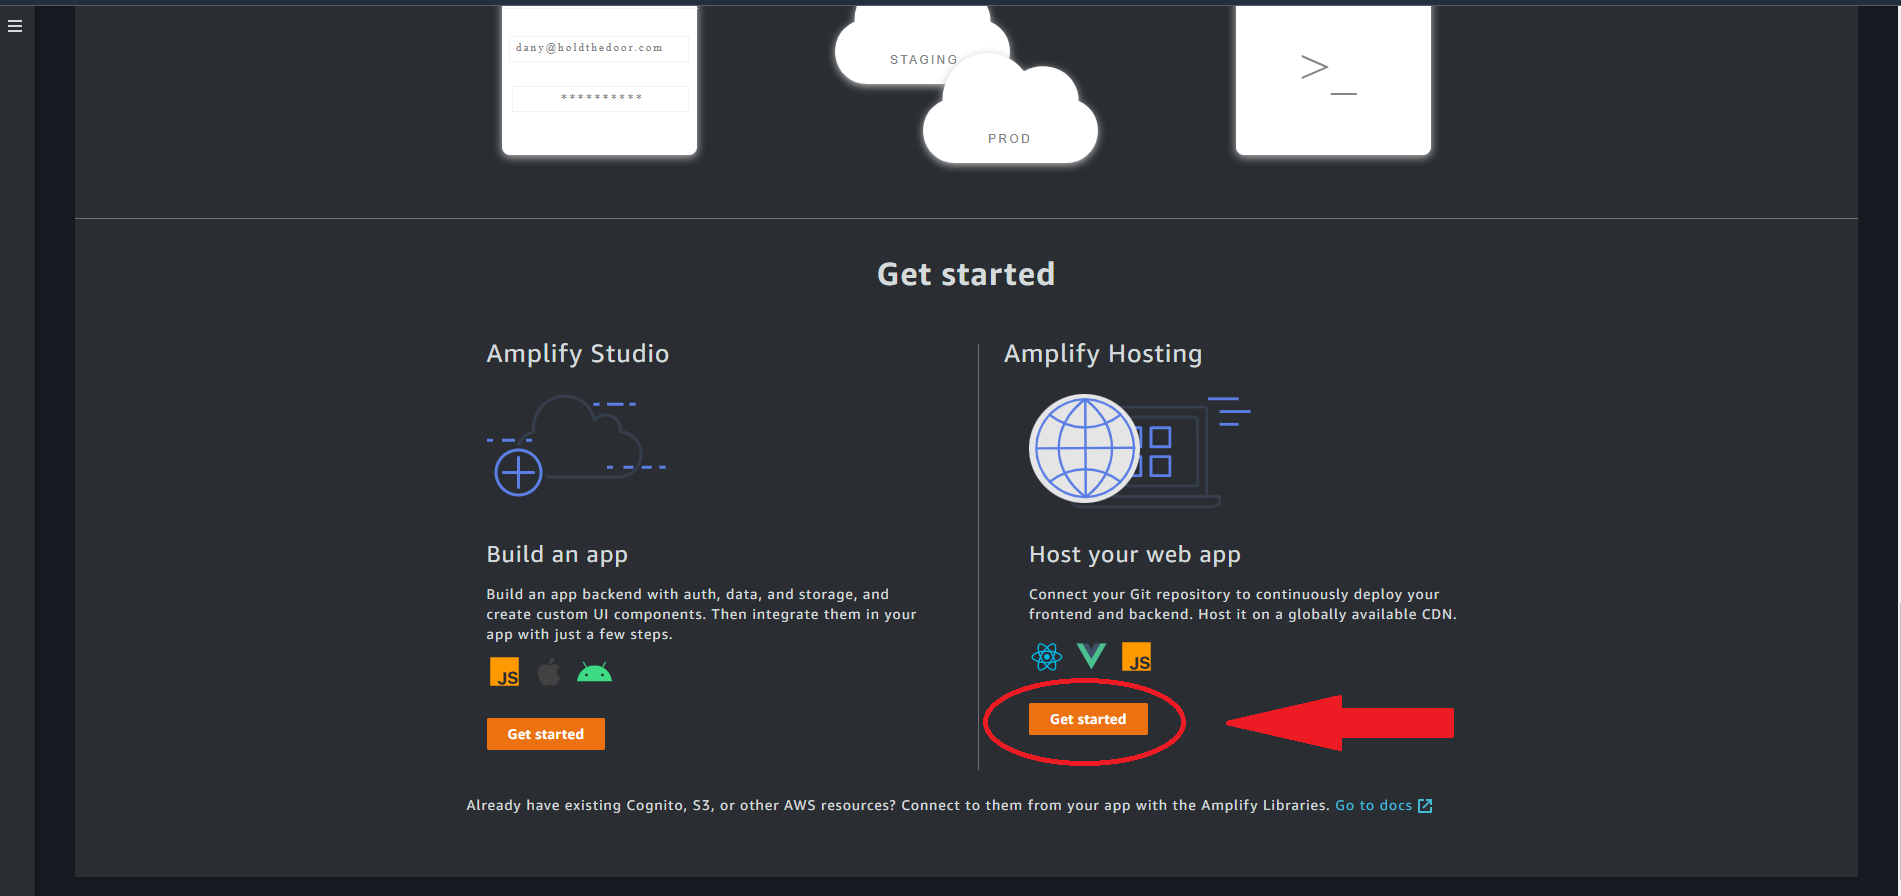 dany@holdthedoor.com
**********
STAGING
PROD
>_
Get started
Amplify Studio
Build an app
Build an app backend with auth, data, and storage, and
create custom UI components. Then integrate them in your
app with just a few steps.
JS
Get started
Amplify Hosting
Host your web app
Connect your Git repository to continuously deploy your
frontend and backend. Host it on a globally available CDN.
JS
Get started
Already have existing Cognito, S3, or other AWS resources? Connect to them from your app with the Amplify Libraries. Go to docs